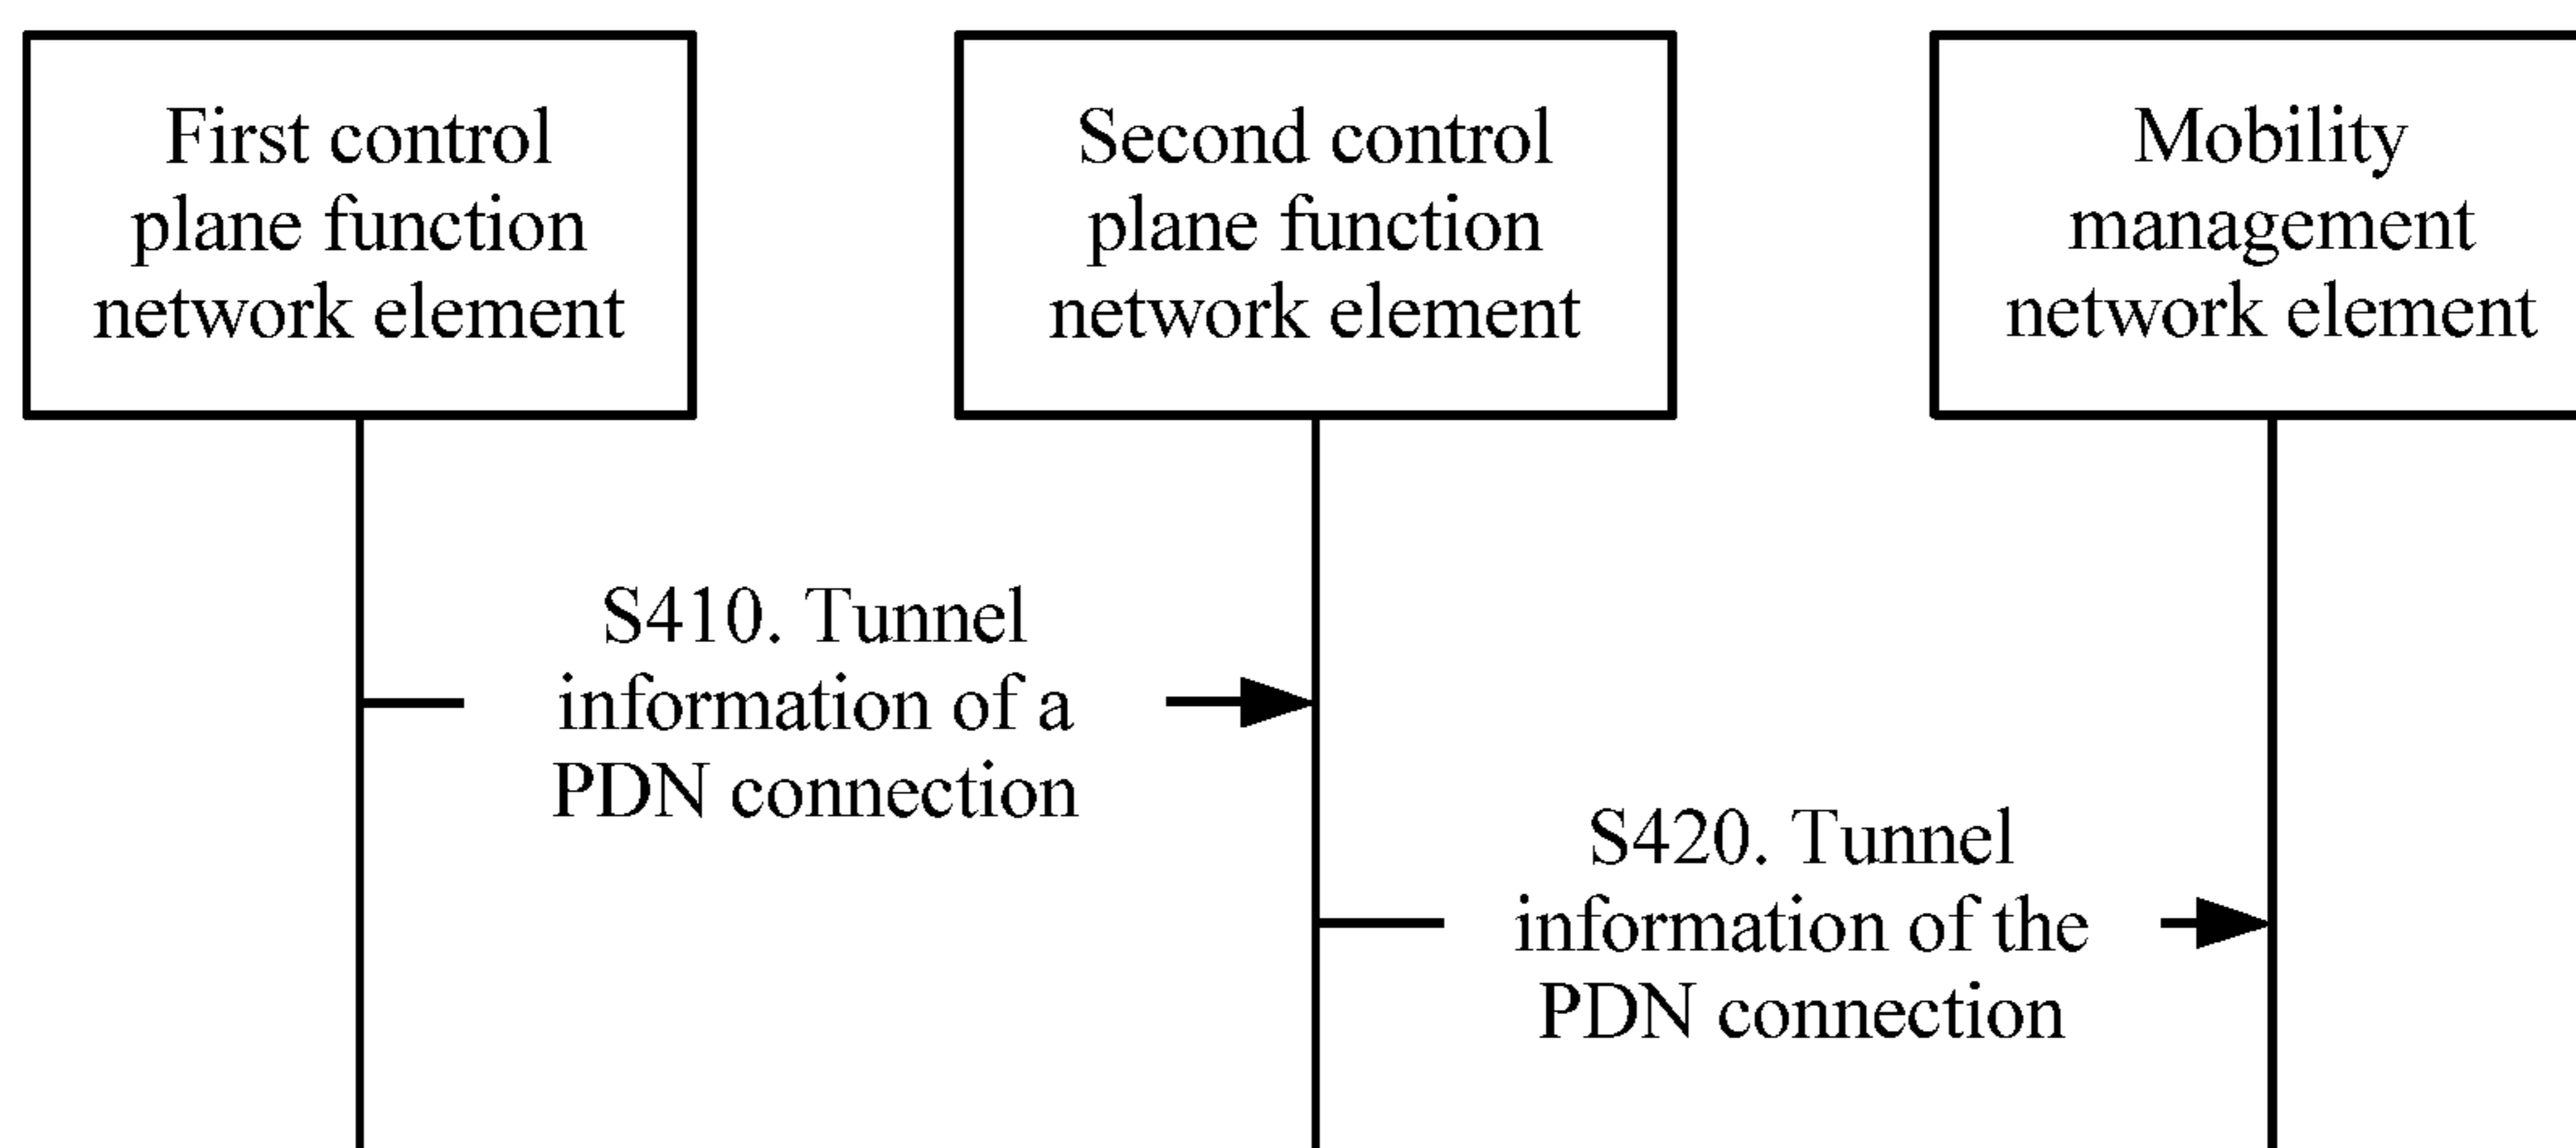 First control
plane function
network element
Second control
plane function
network element
Mobility
management
network element
S410. Tunnel
information of a
PDN connection
S420. Tunnel
information of the
PDN connection